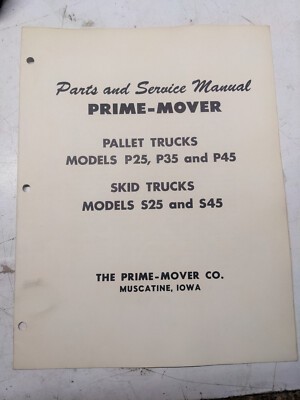 Parts and Service Manual
PRIME-MOVER
PALLET TRUCKS
MODELS P25, P35 and P45
SKID TRUCKS
MODELS S25 and S45
THE PRIME-MOVER CO.
MUSCATINE, IOWA